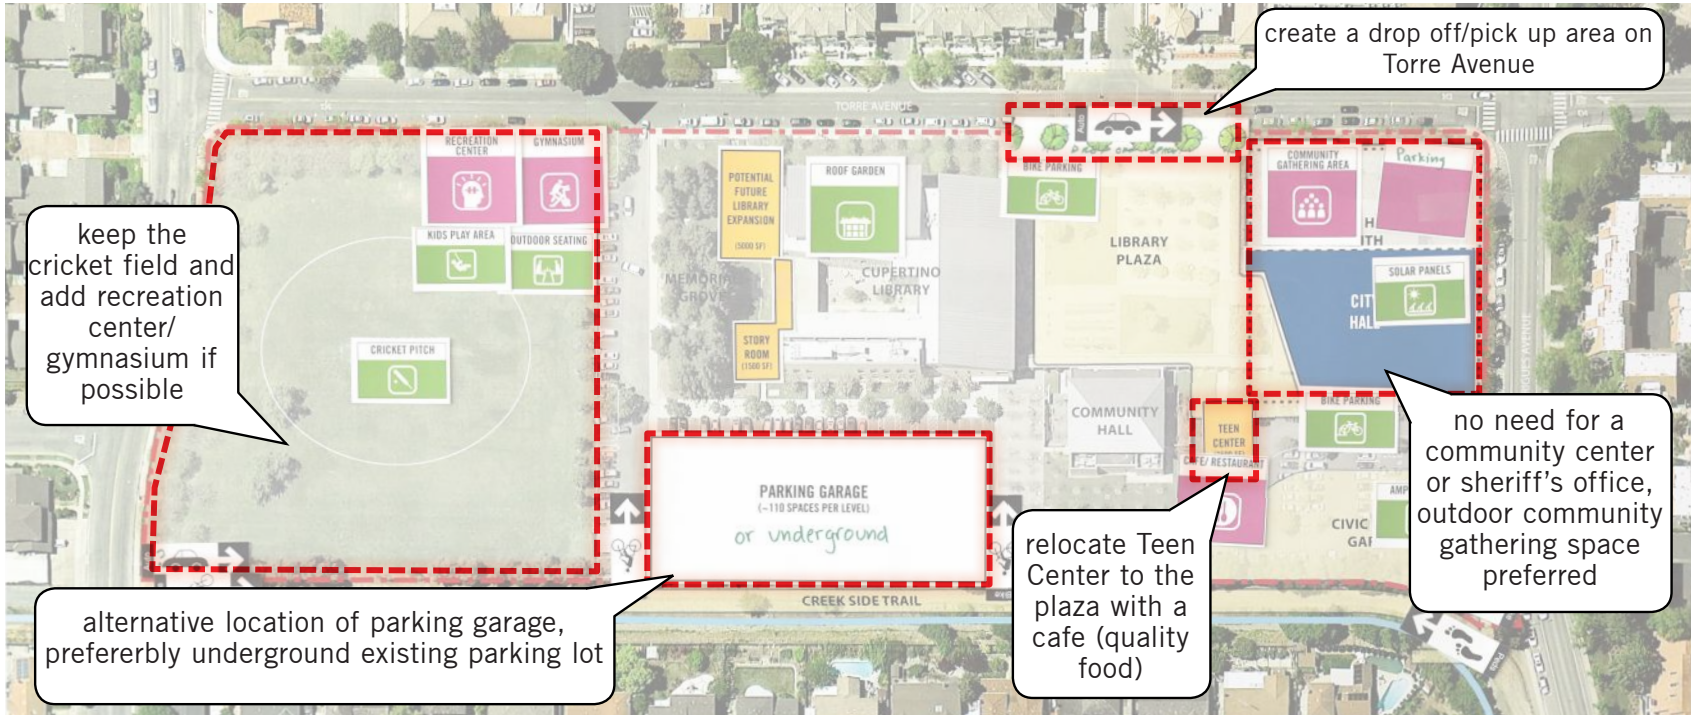 create a drop off/pick up area on
Torre Avenue
TORRE AVENUE
Auto
RECREATION
CENTER
GYMNASIUM
KIDS PLAY AREA
OUTDOOR SEATING
CRICKET PITCH
keep the
cricket field and
add recreation
center/
gymnasium if
possible
POTENTIAL
FUTURE
LIBRARY
EXPANSION
(5000 SF)
ROOF GARDEN
MEMORIAL
GROVE
CUPERTINO
LIBRARY
STORY
ROOM
(1500 SF)
BIKE PARKING
LIBRARY
PLAZA
COMMUNITY
GATHERING AREA
Parking
SOLAR PANELS
CITY
HALL
COMMUNITY
HALL
TEEN
CENTER
CAFE/ RESTAURANT
BIKE PARKING
AMP
CIVIC
GAR
PARKING GARAGE
(~110 SPACES PER LEVEL)
or underground
CREEK SIDE TRAIL
alternative location of parking garage,
prefererbly underground existing parking lot
relocate Teen
Center to the
plaza with a
cafe (quality
food)
no need for a
community center
or sheriff's office,
outdoor community
gathering space
preferred